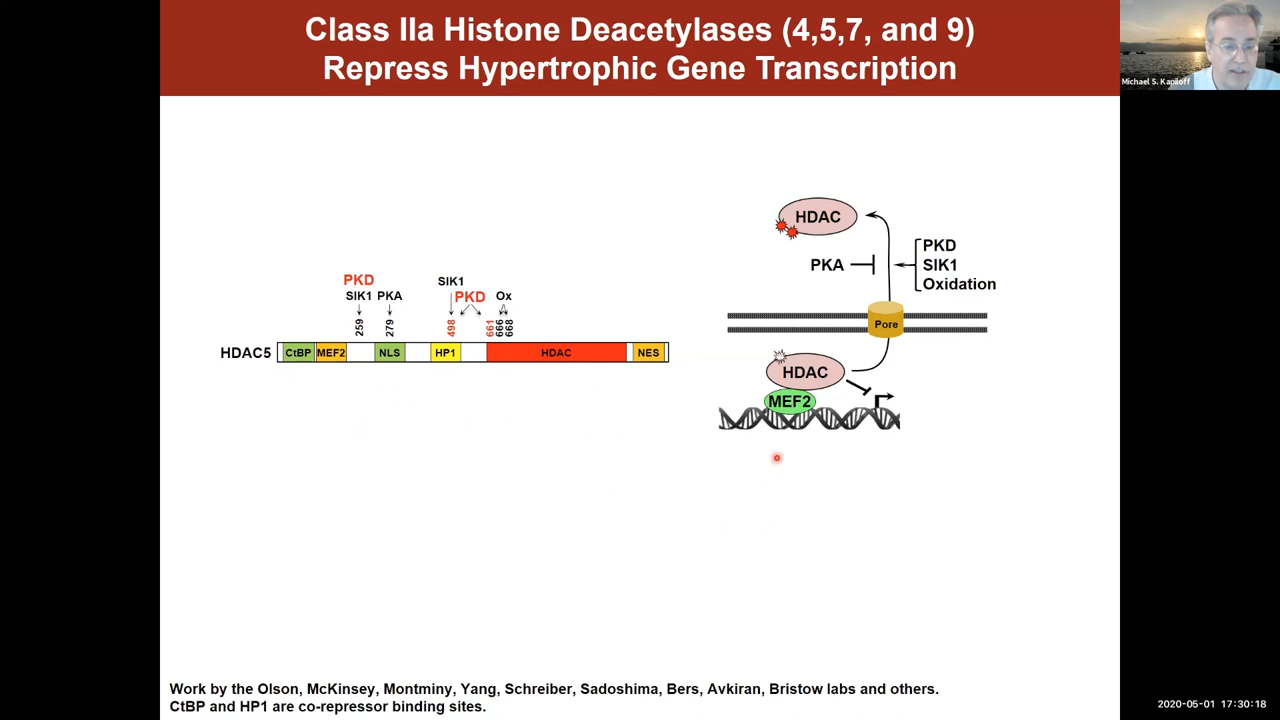 Class IIa Histone Deacetylases (4,5,7, and 9)
Repress Hypertrophic Gene Transcription
Michael S. Kapiloff
PKD
SIK1 PKA
SIK1
PKD
Ox
259
279
498
661
666
668
HDAC5
CtBP
MEF2
NLS
HP1
HDAC
NES
HDAC
PKA
PKD
SIK1
Oxidation
Pore
HDAC
MEF2
Work by the Olson, McKinsey, Montminy, Yang, Schreiber, Sadoshima, Bers, Avkiran, Bristow labs and others.
CtBP and HP1 are co-repressor binding sites.
2020-05-01 17:30:18